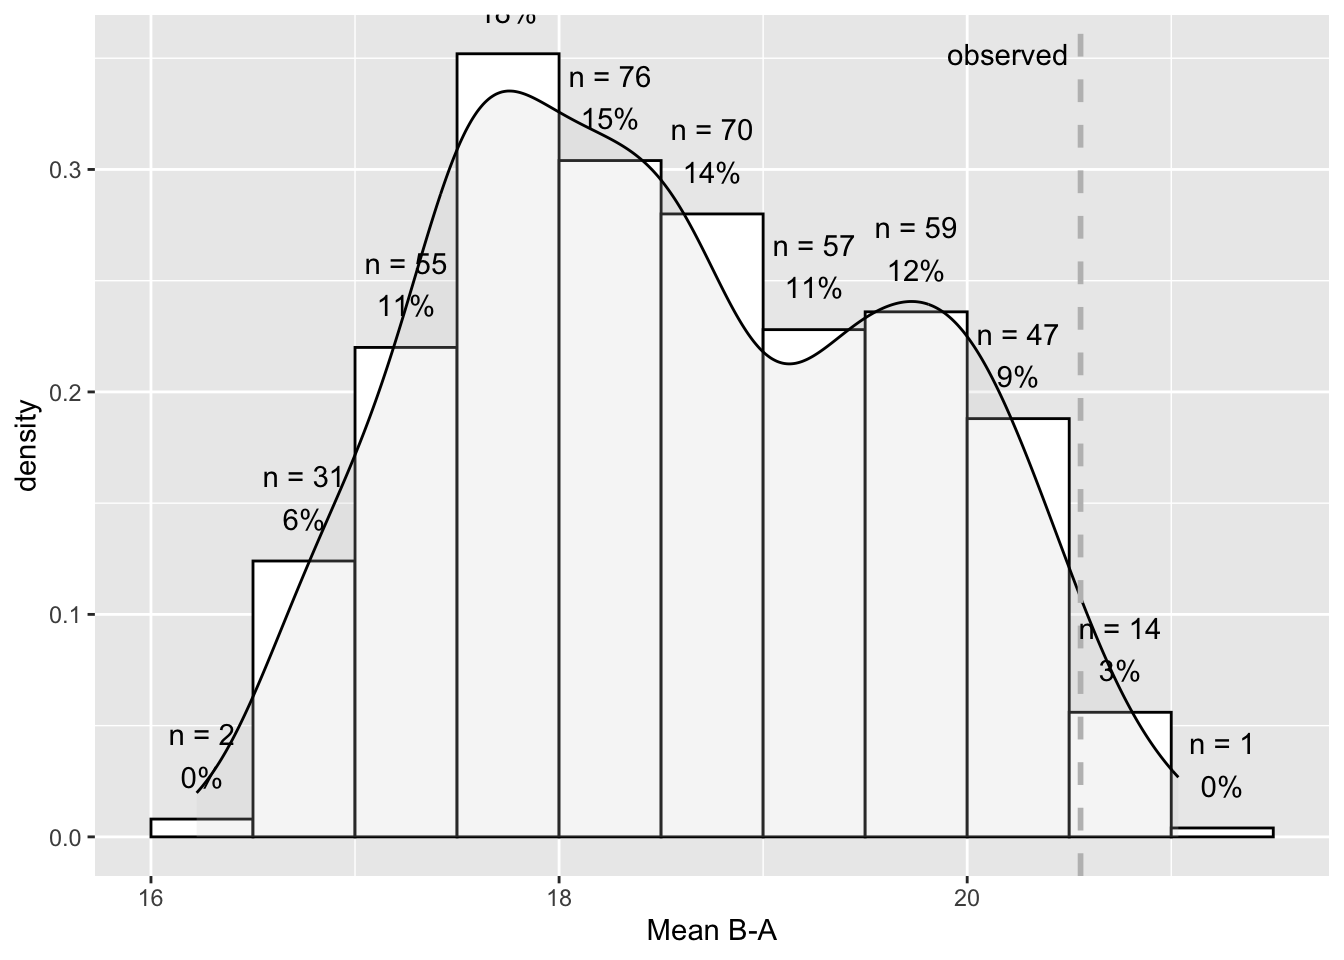 18%
observed
n = 76
15%
n = 70
14%
n = 59
12%
n = 57
11%
n = 55
11%
n = 47
9%
n = 31
6%
n = 14
3%
n = 2
0%
n = 1
0%
0.3
0.2
0.1
0.0
density
16
18
20
Mean B-A